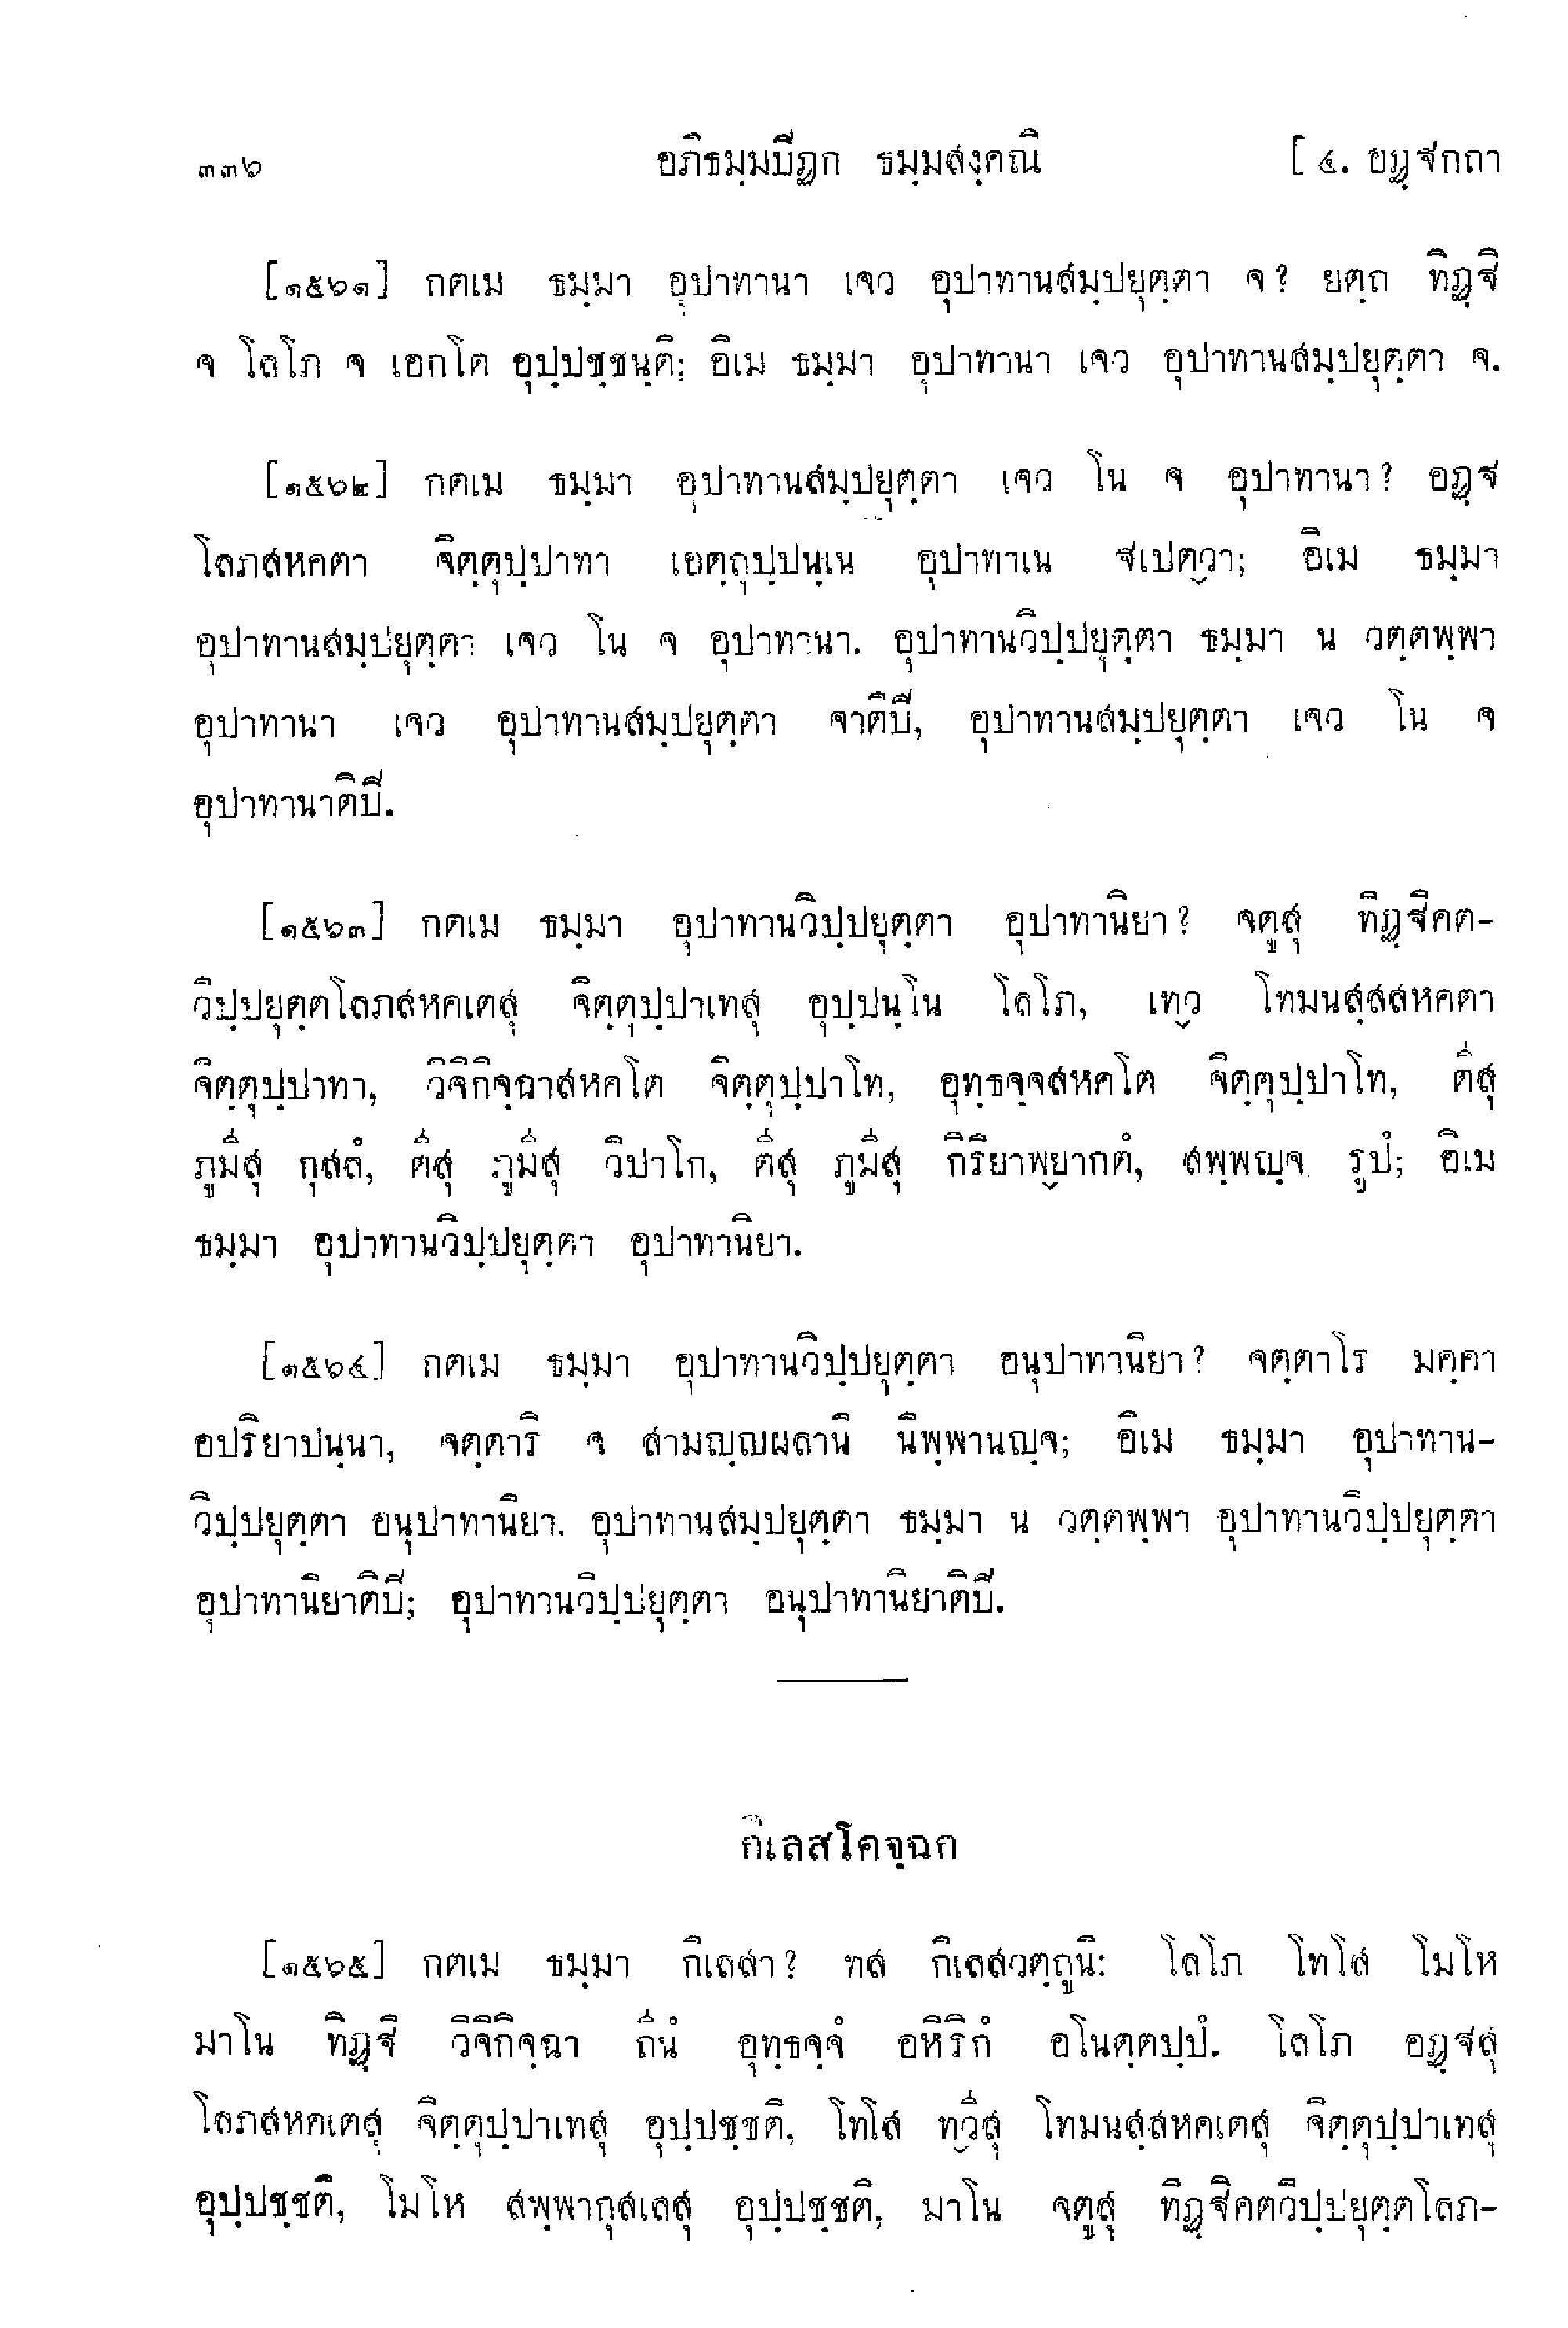 ๓๓๖ อภิธมฺมปิฏก ธมฺมสงฺคณิ [ ๔. อฏฺฐกถา
[๑๕๖๑] กตเม ธมฺมา อุปาทานา เจว อุปาทานสมฺปยุตฺตา จ? ยตฺถ ทิฏฺฐิ
จ โลโภ จ เอกโต อุปฺปชฺชนฺติ; อิเม ธมฺมา อุปาทานา เจว อุปาทานสมฺปยุตฺตา จ.
[๑๕๖๒] กตเม ธมฺมา อุปาทานสมฺปยุตฺตา เจว โน จ อุปาทานา? อฏฺฐ
โลภสหคตา จิตฺตุปฺปาทา เอตฺถุปฺปนฺเน อุปาทาเน ฐเปตฺวา; อิเม ธมฺมา
อุปาทานสมฺปยุตฺตา เจว โน จ อุปาทานา. อุปาทานวิปฺปยุตฺตา ธมฺมา น วตฺตพฺพา
อุปาทานา เจว อุปาทานสมฺปยุตฺตา จาติปิ, อุปาทานสมฺปยุตฺตา เจว โน จ
อุปาทานาติปิ.
[๑๕๖๓] กตเม ธมฺมา อุปาทานวิปฺปยุตฺตา อุปาทานิยา? จตูสุ ทิฏฺฐิคต-
วิปฺปยุตฺตโลภสหคเตสุ จิตฺตุปฺปาเทสุ อุปฺปนฺโน โลโภ, เทฺว โทมนสฺสสหคตา
จิตฺตุปฺปาทา, วิจิกิจฺฉาสหคโต จิตฺตุปฺปาโท, อุทฺธจฺจสหคโต จิตฺตุปฺปาโท, ตีสุ
ภูมีสุ กุสลํ, ตีสุ ภูมีสุ วิปาโก, ตีสุ ภูมีสุ กิริยาพฺยากตํ, สพฺพญฺจ รูปํ; อิเม
ธมฺมา อุปาทานวิปฺปยุตฺตา อุปาทานิยา.
[๑๕๖๔] กตเม ธมฺมา อุปาทานวิปฺปยุตฺตา อนุปาทานิยา? จตฺตาโร มคฺคา
อปริยาปนฺนา, จตฺตาริ จ สามญฺญผลานิ นิพฺพานญฺจ; อิเม ธมฺมา อุปาทาน-
วิปฺปยุตฺตา อนุปาทานิยา. อุปาทานสมฺปยุตฺตา ธมฺมา น วตฺตพฺพา อุปาทานวิปฺปยุตฺตา
อุปาทานิยาติปิ; อุปาทานวิปฺปยุตฺตา อนุปาทานิยาติปิ.
กิเลสโคจฺฉก
[๑๕๖๕] กตเม ธมฺมา กิเลสา? ทส กิเลสวตฺถูนิ: โลโภ โทโส โมโห
มาโน ทิฏฺฐิ วิจิกิจฺฉา ถีนํ อุทฺธจฺจํ อหิริกํ อโนตฺตปฺปํ. โลโภ อฏฺฐสุ
โลภสหคเตสุ จิตฺตุปฺปาเทสุ อุปฺปชฺชติ, โทโส ทฺวีสุ โทมนสฺสหคเตสุ จิตฺตุปฺปาเทสุ
อุปฺปชฺชติ, โมโห สพฺพากุสเลสุ อุปฺปชฺชติ, มาโน จตูสุ ทิฏฺฐิคตวิปฺปยุตฺตโลภ-